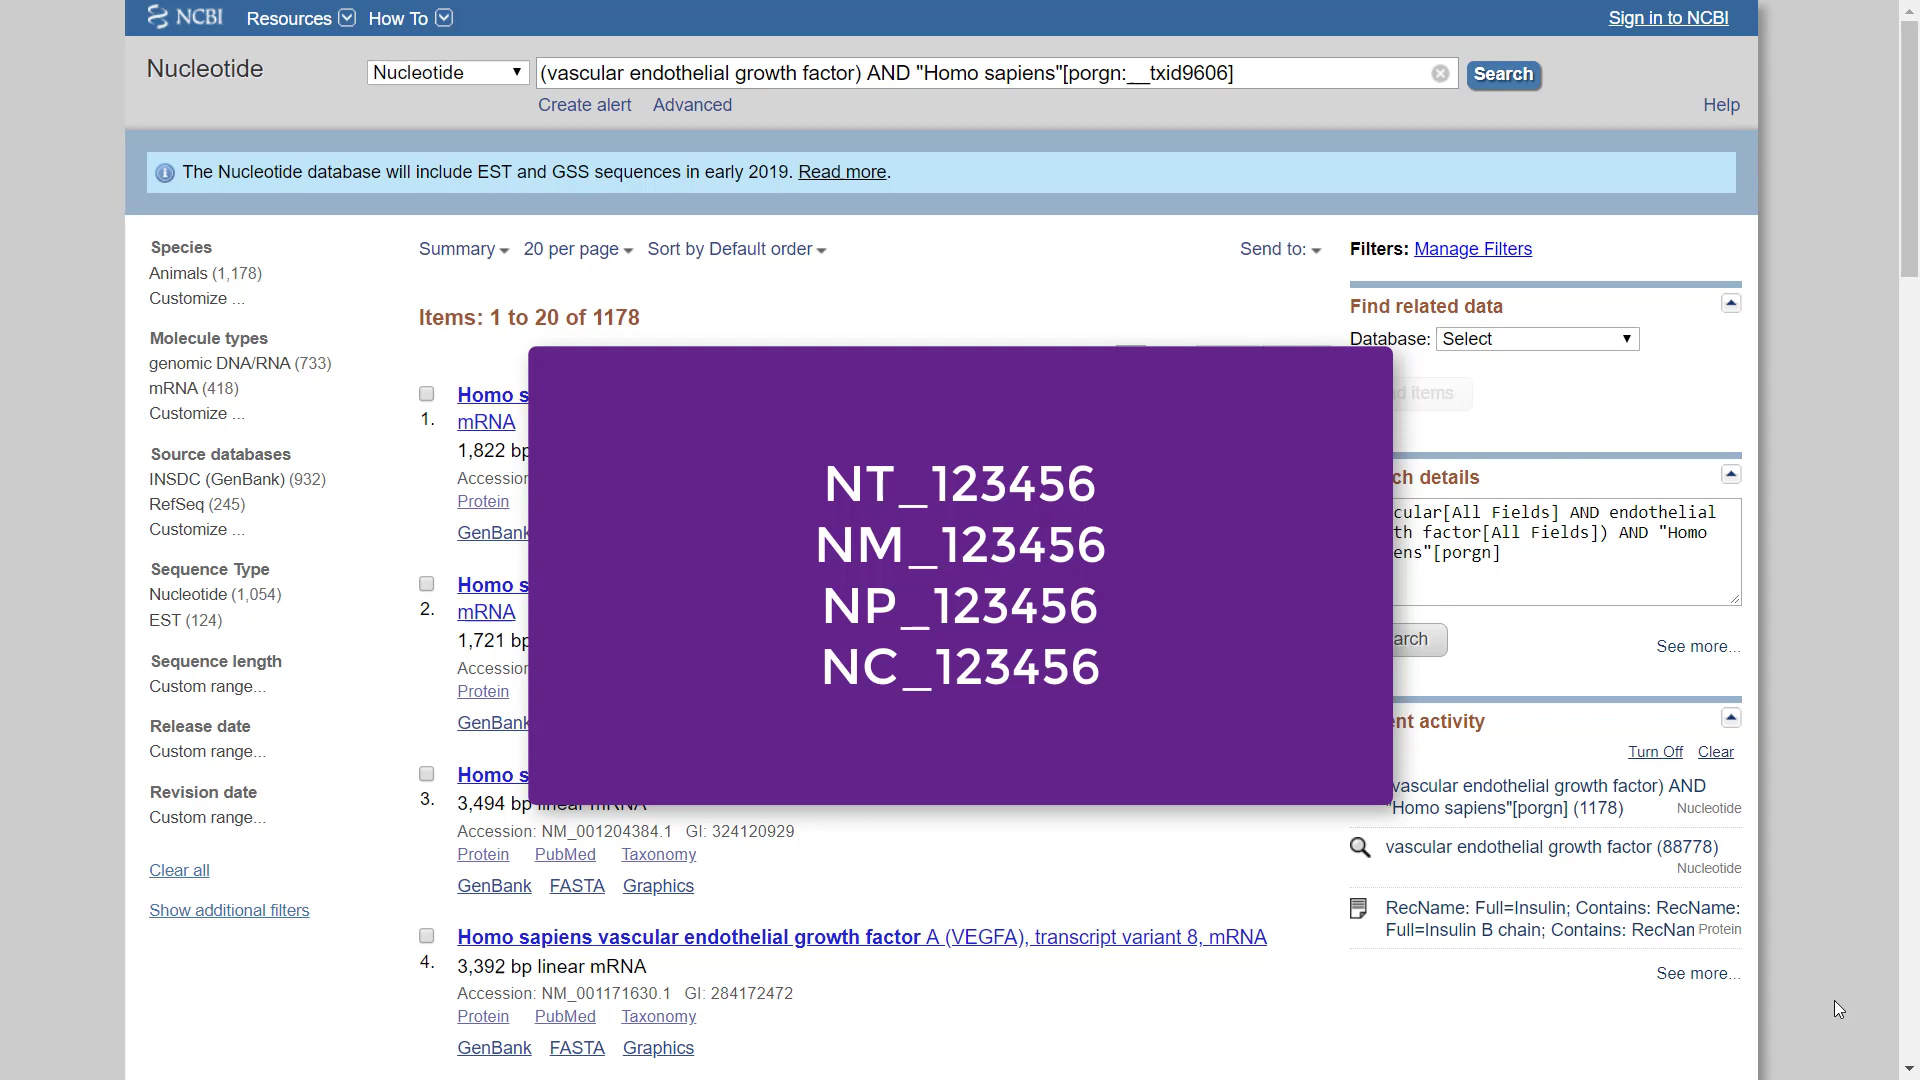 NCBI Resources How To Sign in to NCBI
Nucleotide Nucleotide (vascular endothelial growth factor) AND "Homo sapiens"[porgn:__txid9606] Search
Create alert Advanced Help
The Nucleotide database will include EST and GSS sequences in early 2019. Read more.
Species
Animals (1,178)
Customize ...
Molecule types
genomic DNA/RNA (733)
mRNA (418)
Customize ...
Source databases
INSDC (GenBank) (932)
RefSeq (245)
Customize ...
Sequence Type
Nucleotide (1,054)
EST (124)
Sequence length
Custom range...
Release date
Custom range...
Revision date
Custom range...
Clear all
Show additional filters
Summary 20 per page Sort by Default order Send to:
Items: 1 to 20 of 1178
1.
Homo s
mRNA
1,822 bp
Accession
Protein
GenBank
2.
Homo s
mRNA
1,721 bp
Accession
Protein
GenBank
NT_123456
NM_123456
NP_123456
NC_123456
3.
Homo s
3,494 bp linear mRNA
Accession: NM_001204384.1 GI: 324120929
Protein PubMed Taxonomy
GenBank FASTA Graphics
4.
Homo sapiens vascular endothelial growth factor A (VEGFA), transcript variant 8, mRNA
3,392 bp linear mRNA
Accession: NM_001171630.1 GI: 284172472
Protein PubMed Taxonomy
GenBank FASTA Graphics
Filters: Manage Filters
Find related data
Database: Select
d items
ch details
cular[All Fields] AND endothelial
th factor[All Fields]) AND "Homo
ens"[porgn]
arch
See more...
nt activity
Turn Off Clear
vascular endothelial growth factor) AND
"Homo sapiens"[porgn] (1178) Nucleotide
vascular endothelial growth factor (88778)
Nucleotide
RecName: Full=Insulin; Contains: RecName:
Full=Insulin B chain; Contains: RecNan Protein
See more...